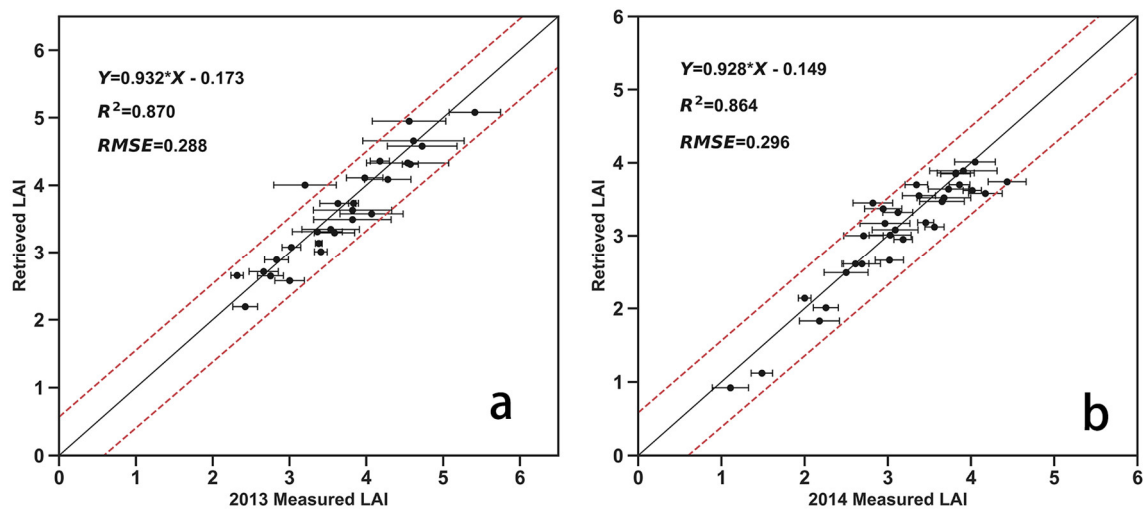 Y=0.932*X - 0.173
R²=0.870
RMSE=0.288
a
Retrieved LAI
6
5
4
3
2
1
0
0 1 2 3 4 5 6
2013 Measured LAI
Y=0.928*X - 0.149
R²=0.864
RMSE=0.296
b
Retrieved LAI
6
5
4
3
2
1
0
0 1 2 3 4 5 6
2014 Measured LAI